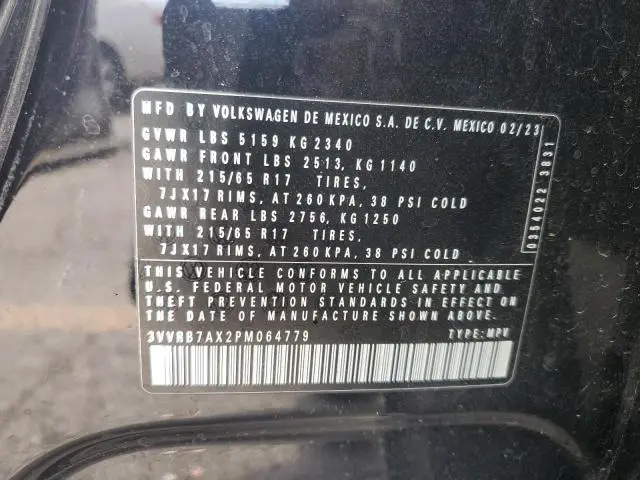 MFD BY VOLKSWAGEN DE MEXICO S.A. DE C.V. MEXICO 02/23
GVWR LBS 5159 KG 2340
GAWR FRONT LBS 2513, KG 1140
WITH 215/65 R17 TIRES,
7JX17 RIMS, AT 260KPA, 38 PSI COLD
GAWR REAR LBS 2756, KG 1250
WITH 215/65 R17 TIRES,
7JX17 RIMS, AT 260KPA, 38 PSI COLD
THIS VEHICLE CONFORMS TO ALL APPLICABLE
U.S. FEDERAL MOTOR VEHICLE SAFETY AND
THEFT PREVENTION STANDARDS IN EFFECT ON
THE DATE OF MANUFACTURE SHOWN ABOVE
3VVRB7AX2PM064779 TYPE:MPV
0354022 3831